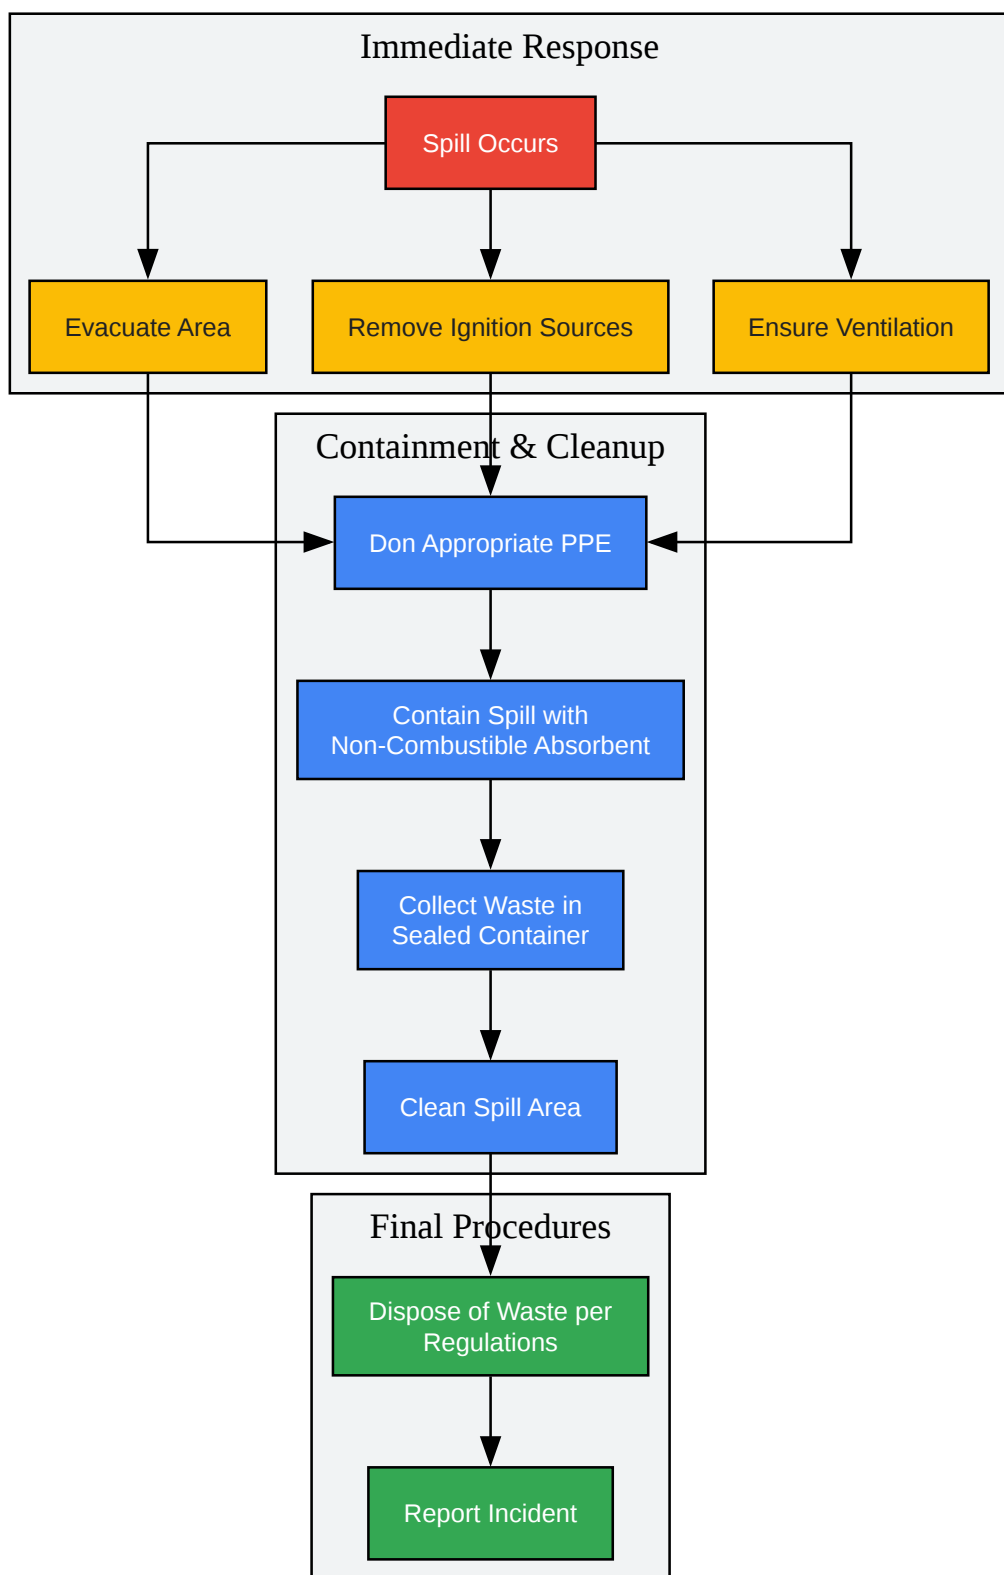 Immediate Response
Spill Occurs
Evacuate Area
Remove Ignition Sources
Ensure Ventilation
Containment & Cleanup
Don Appropriate PPE
Contain Spill with
Non-Combustible Absorbent
Collect Waste in
Sealed Container
Clean Spill Area
Final Procedures
Dispose of Waste per
Regulations
Report Incident